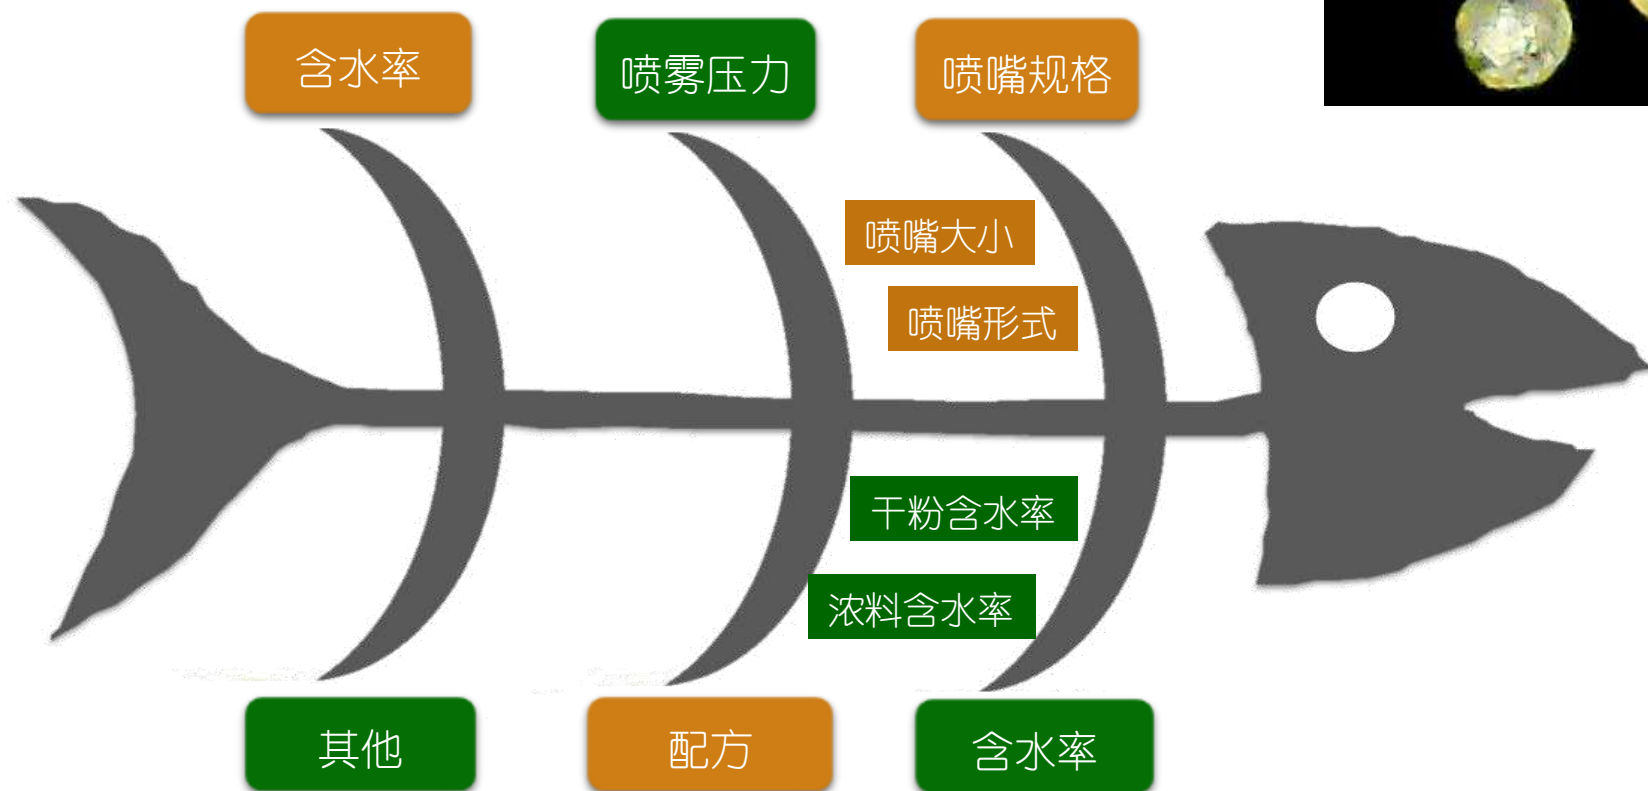 含水率
喷雾压力
喷嘴规格
喷嘴大小
喷嘴形式
干粉含水率
浓料含水率
其他
配方
含水率